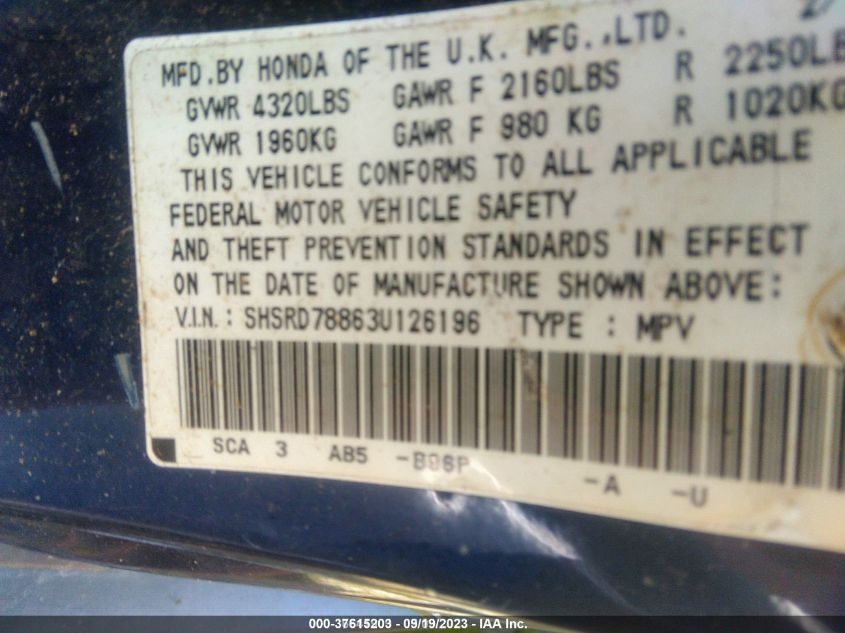 MFD.BY HONDA OF THE U.K. MFG.,LTD.
GVWR 4320LBS GAWR F 2160LBS R 2250LB
GVWR 1960KG GAWR F 980 KG R 1020KG
THIS VEHICLE CONFORMS TO ALL APPLICABLE
FEDERAL MOTOR VEHICLE SAFETY
AND THEFT PREVENTION STANDARDS IN EFFECT
ON THE DATE OF MANUFACTURE SHOWN ABOVE:
V.I.N.: SHSRD78863U126196 TYPE : MPV
SCA 3 AB5 -B96P -A -U
000-37615203 - 09/19/2023 - IAA Inc.